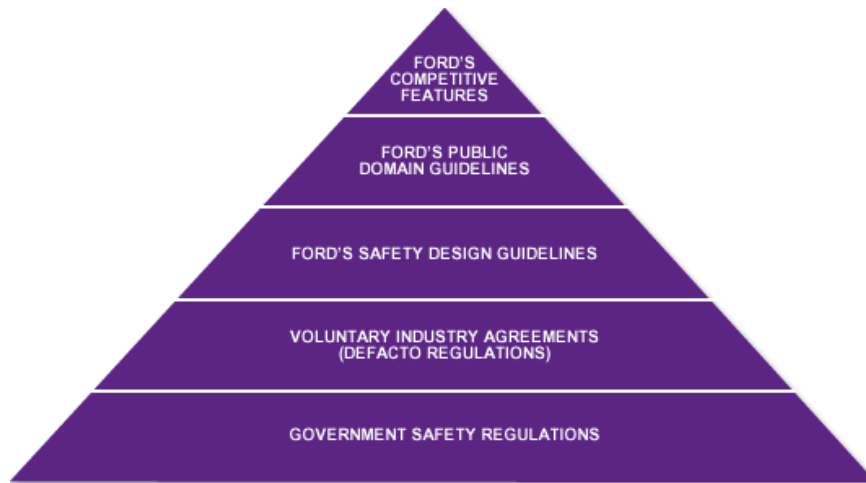 FORD'S
COMPETITIVE
FEATURES
FORD'S PUBLIC
DOMAIN GUIDELINES
FORD'S SAFETY DESIGN GUIDELINES
VOLUNTARY INDUSTRY AGREEMENTS
(DEFACTO REGULATIONS)
GOVERNMENT SAFETY REGULATIONS